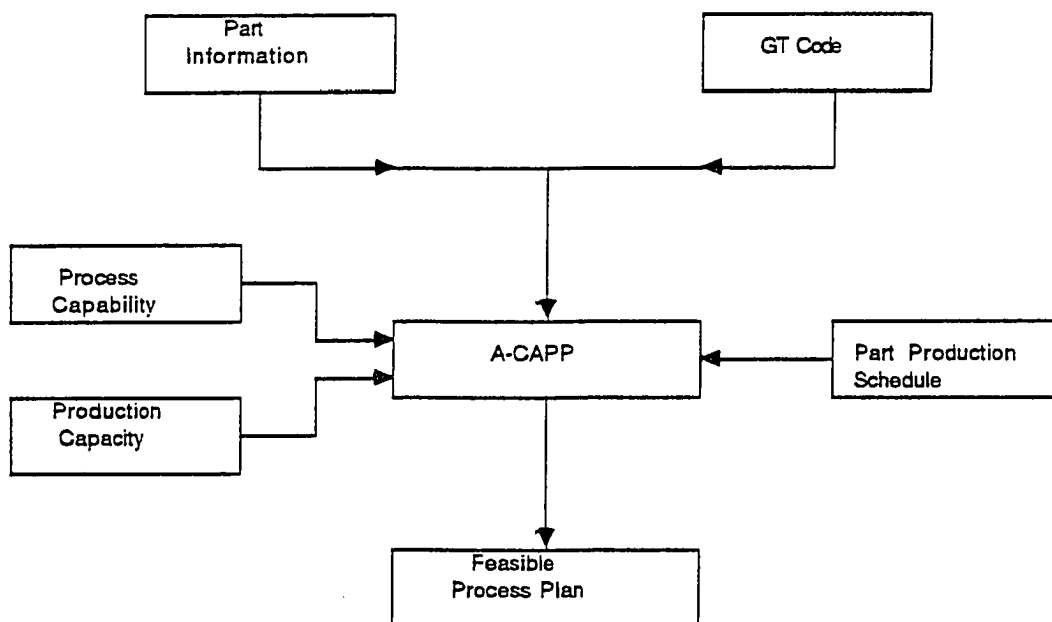 Part
Information
GT Code
Process
Capability
A-CAPP
Part Production
Schedule
Production
Capacity
Feasible
Process Plan